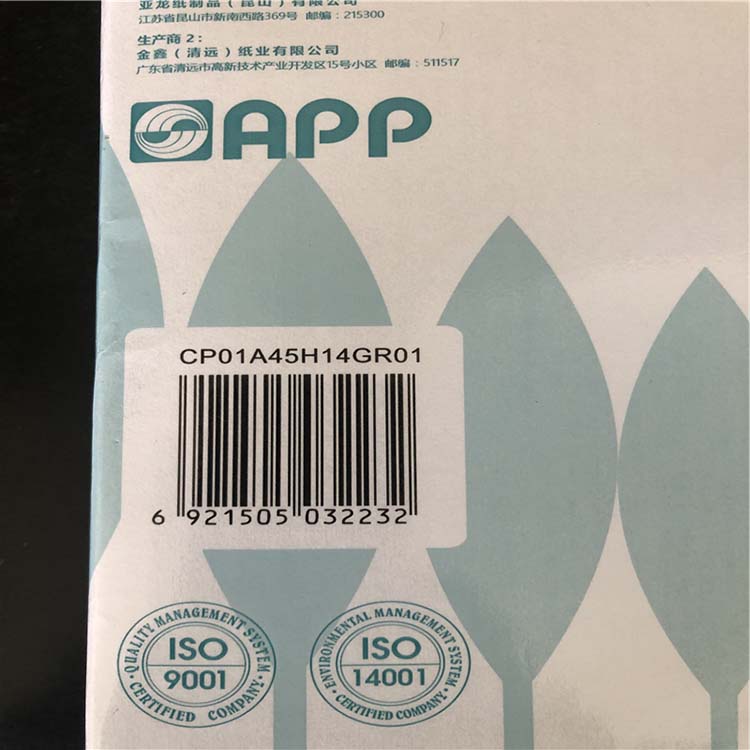 亚龙纸制品（昆山）有限公司
江苏省昆山市新南西路369号 邮编：215300
生产商2：
金鑫（清远）纸业有限公司
广东省清远市高新技术产业开发区15号小区 邮编：511517
APP
CP01A45H14GR01
6 921505 032232
QUALITY MANAGEMENT SYSTEM
ISO
9001
CERTIFIED COMPANY
ENVIRONMENTAL MANAGEMENT SYSTEM
ISO
14001
CERTIFIED COMPANY